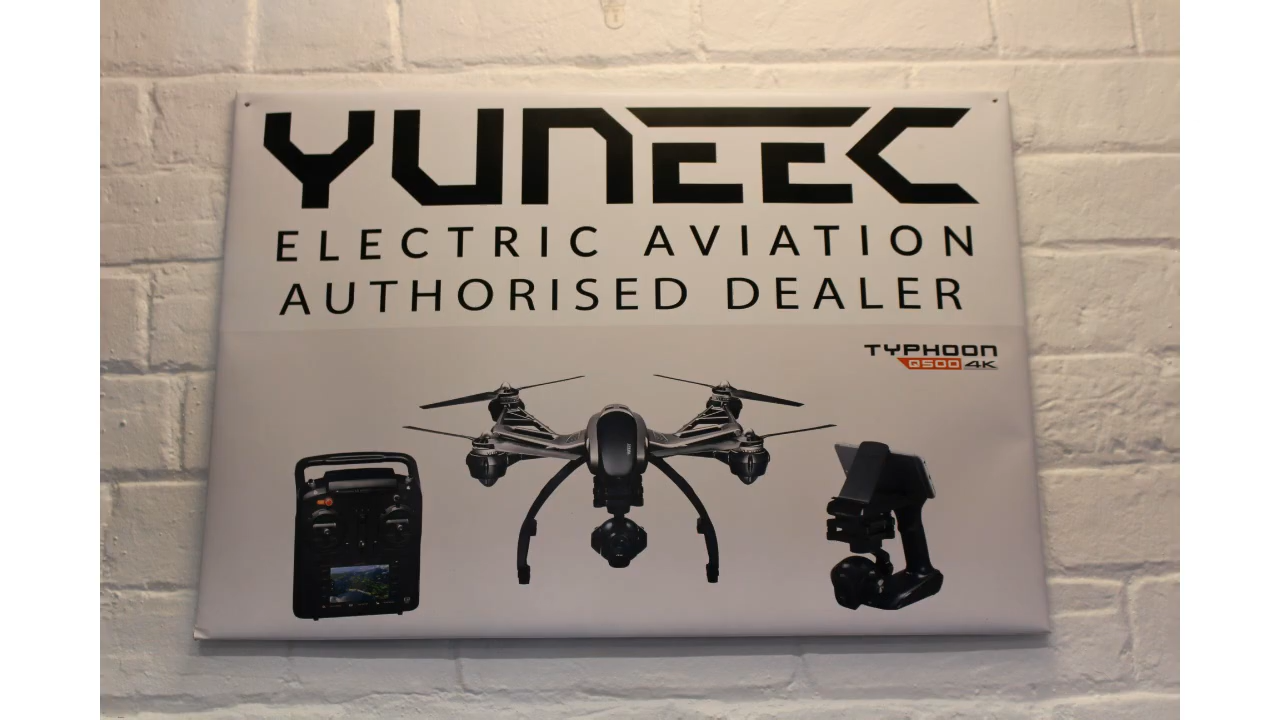 YUNEEC
ELECTRIC AVIATION
AUTHORISED DEALER
TYPHOON
Q500 4K